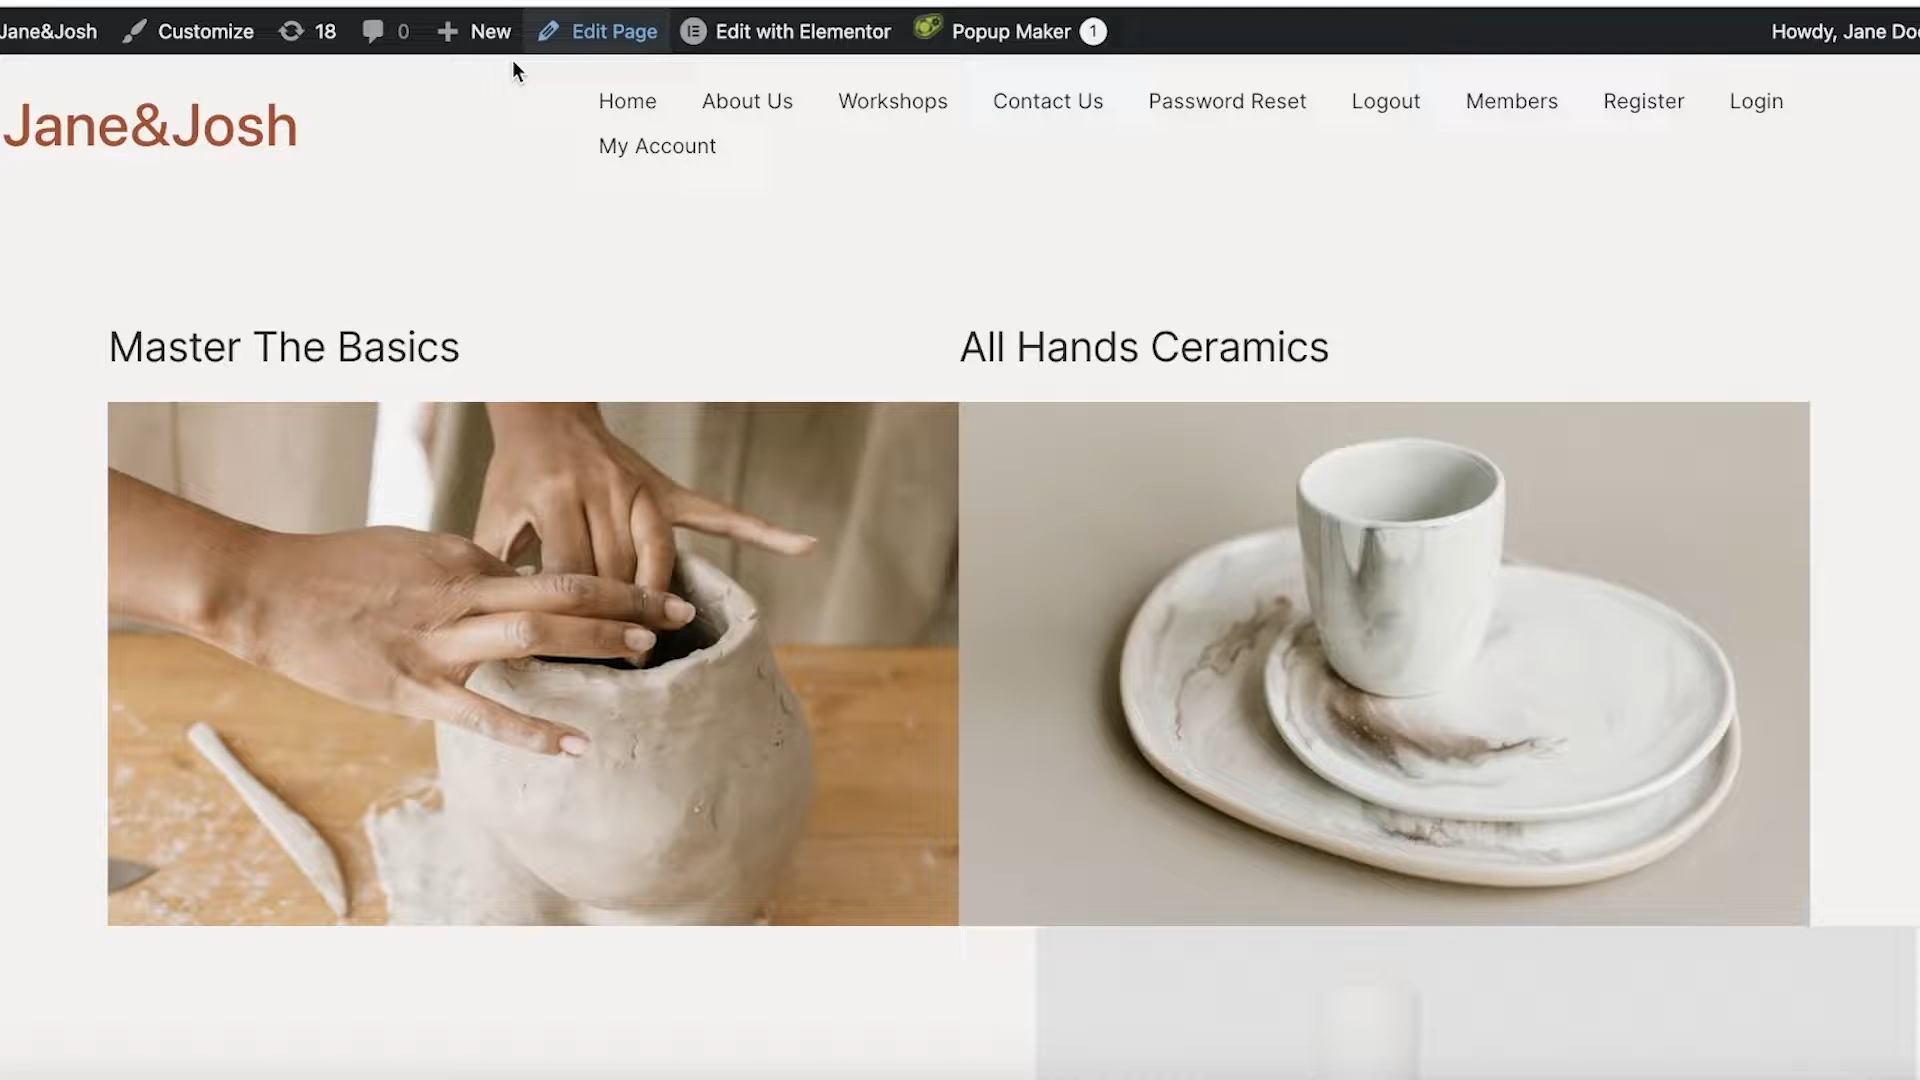 Jane&Josh Customize 18 0 New Edit Page Edit with Elementor Popup Maker 1 Howdy, Jane Doe
Jane&Josh
Home About Us Workshops Contact Us Password Reset Logout Members Register Login
My Account
Master The Basics All Hands Ceramics